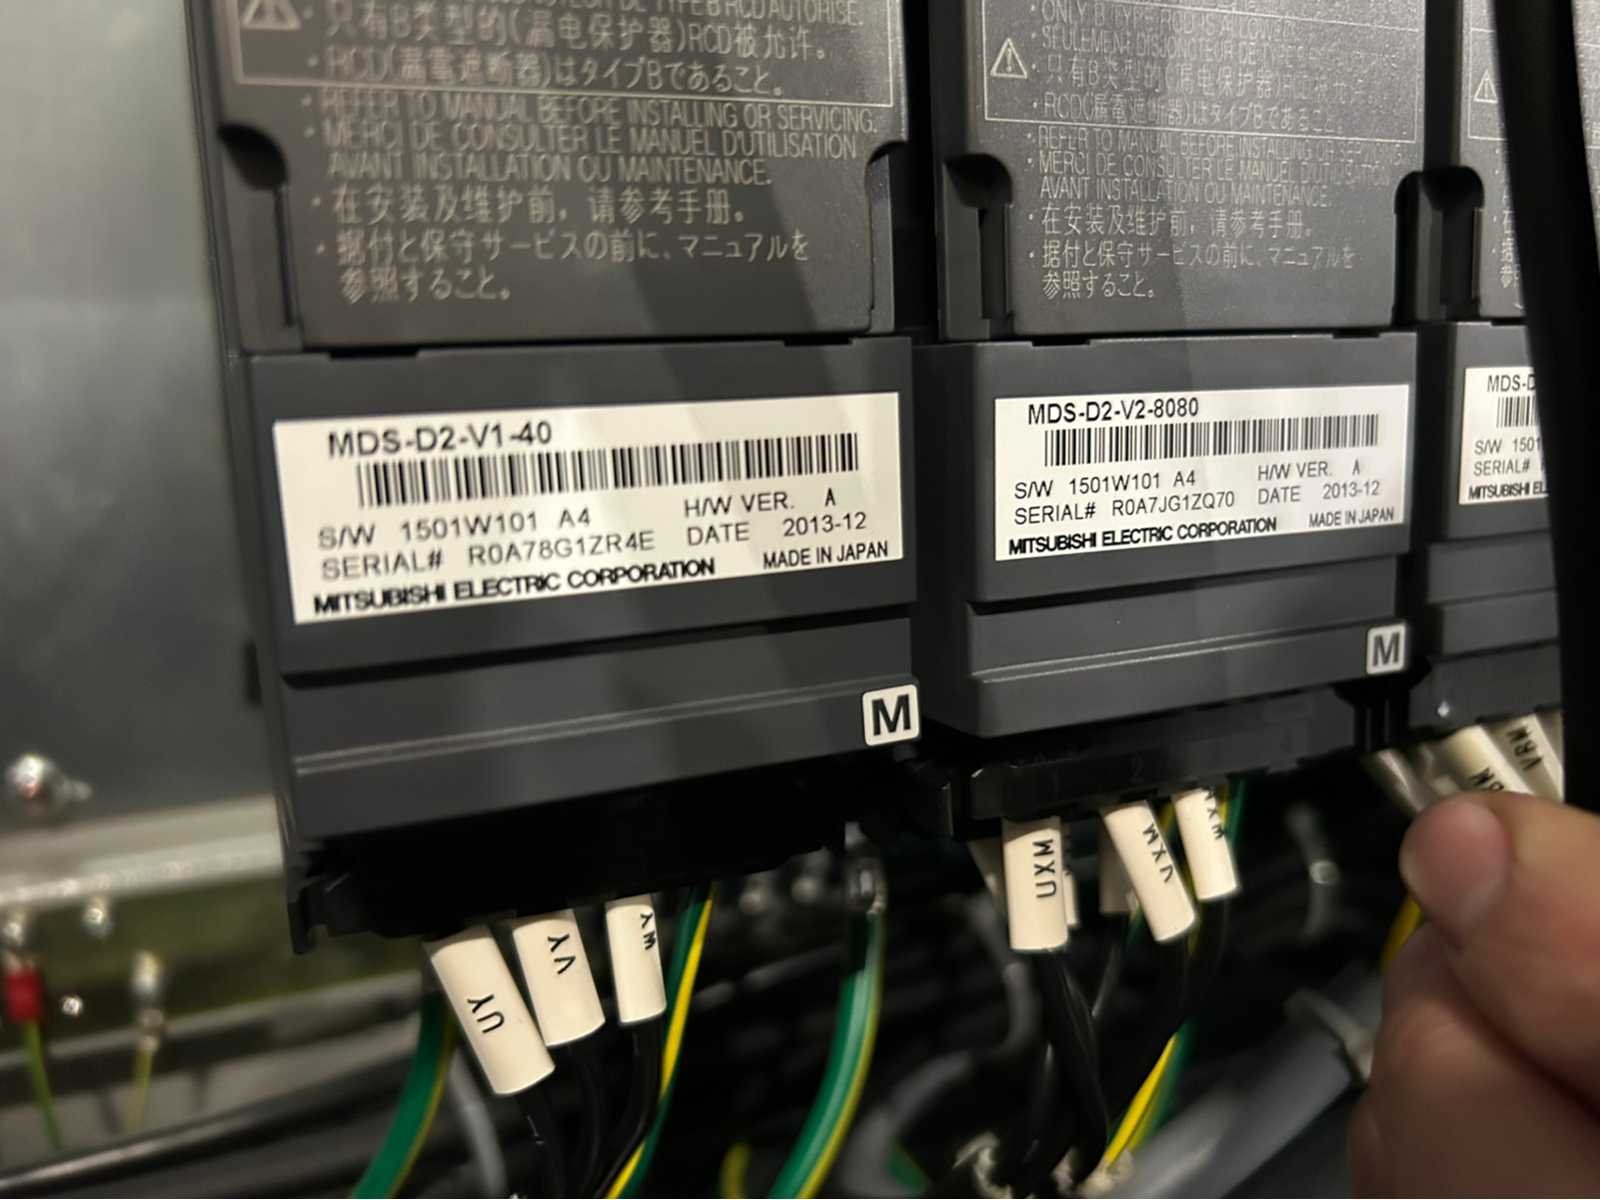 DE TYPE B RCD AUTORISÉ.
只有B类型的(漏电保护器)RCD被允许。
・RCD(漏電遮断器)はタイプBであること。
・REFER TO MANUAL BEFORE INSTALLING OR SERVICING.
・MERCI DE CONSULTER LE MANUEL D'UTILISATION
AVANT INSTALLATION OU MAINTENANCE.
・在安装及维护前，请参考手册。
・据付と保守サービスの前に、マニュアルを
参照すること。
MDS-D2-V1-40
S/W 1501W101 A4 H/W VER. A
SERIAL# R0A78G1ZR4E DATE 2013-12
MITSUBISHI ELECTRIC CORPORATION MADE IN JAPAN
M
UY
VY
WY
・ONLY B TYPE RCD IS ALLOWED.
・只有B类型的(漏电保护器)
・RCD(漏電遮断器)はタイプBであること。
・REFER TO MANUAL BEFORE INSTALLING OR
・MERCI DE CONSULTER LE MANUEL D'UTILISATION
AVANT INSTALLATION OU MAINTENANCE.
・在安装及维护前，请参考手册。
・据付と保守サービスの前に、マニュアルを
参照すること。
MDS-D2-V2-8080
S/W 1501W101 A4 H/W VER. A
SERIAL# R0A7JG1ZQ70 DATE 2013-12
MITSUBISHI ELECTRIC CORPORATION MADE IN JAPAN
M
2
UXM
VXM
MDS-D
S/W 1501
SERIAL#
MITSUBISHI EL
VRM